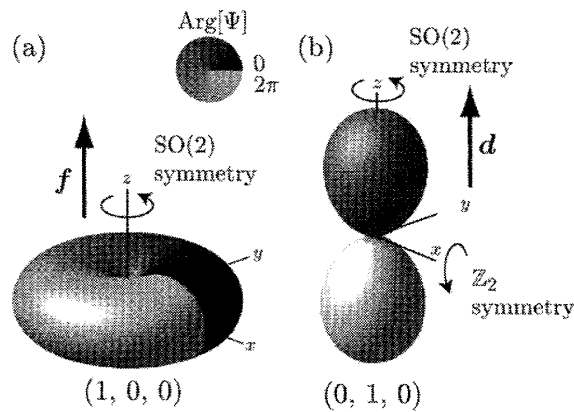 (a)
Arg[Ψ]
0
2π
f
z
SO(2)
symmetry
y
x
(1, 0, 0)
(b)
SO(2)
symmetry
z
d
y
x
ℤ₂
symmetry
(0, 1, 0)